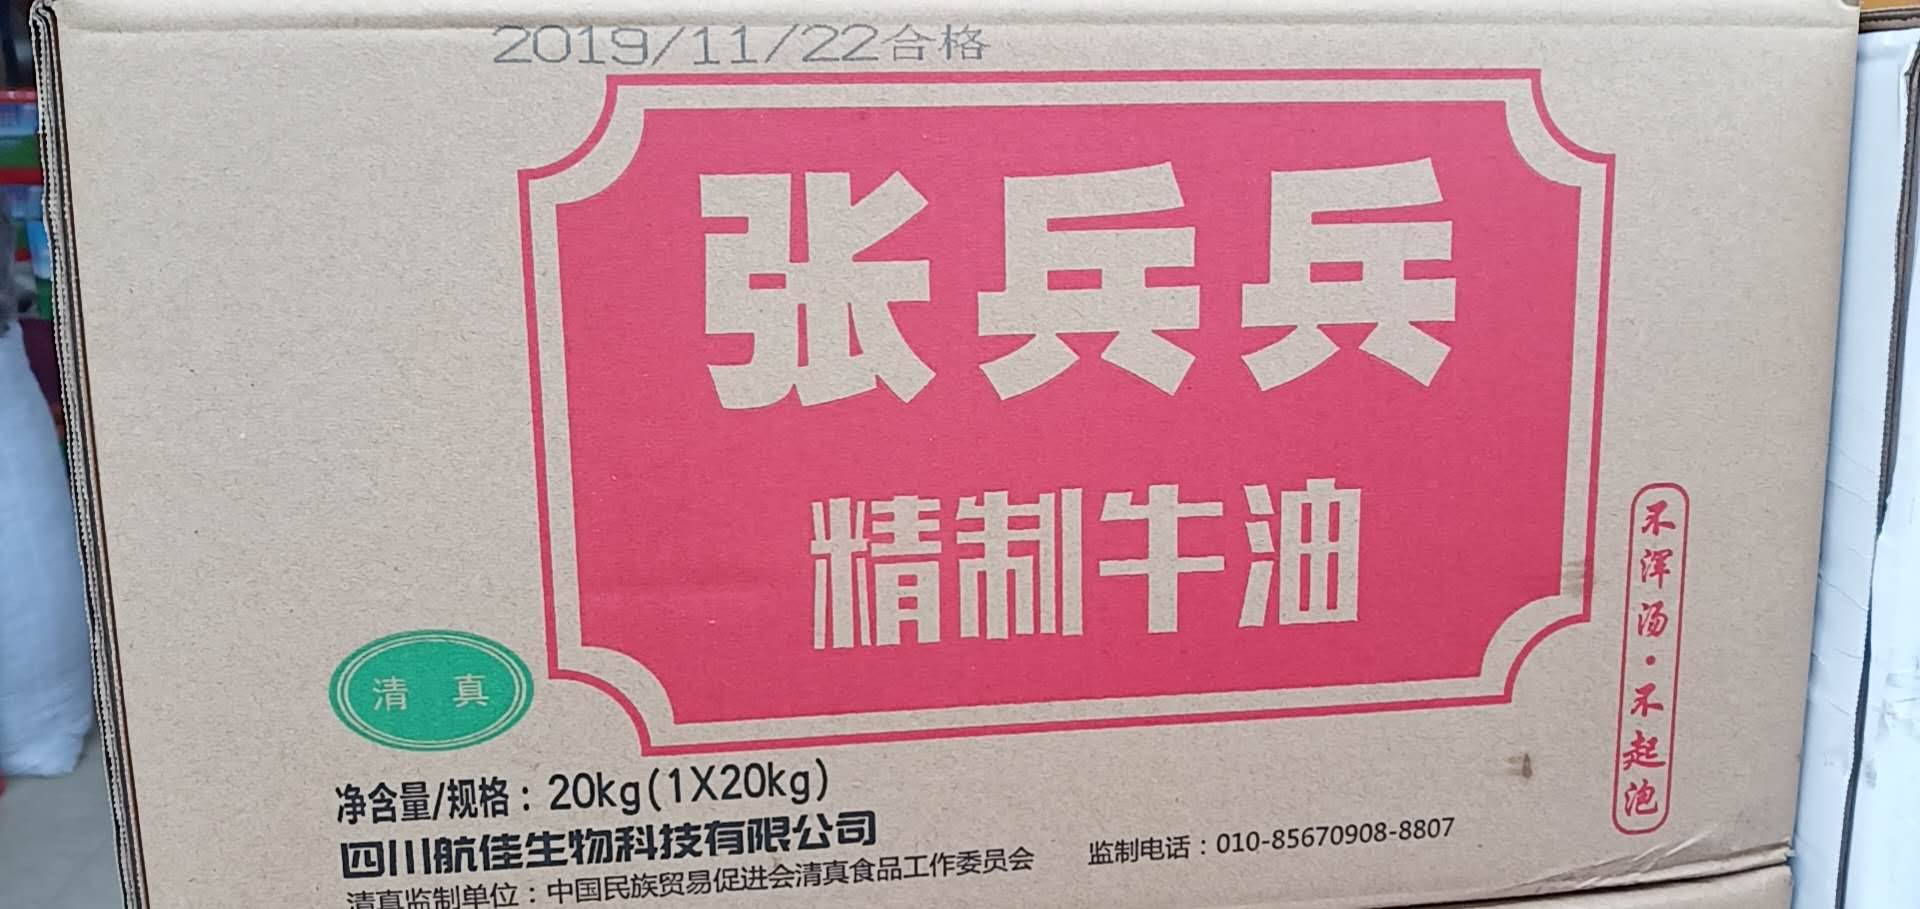 2019/11/22合格
张兵兵
精制牛油
不浑汤·不起泡
清真
净含量/规格：20kg(1X20kg)
四川航佳生物科技有限公司
清真监制单位：中国民族贸易促进会清真食品工作委员会
监制电话：010-85670908-8807